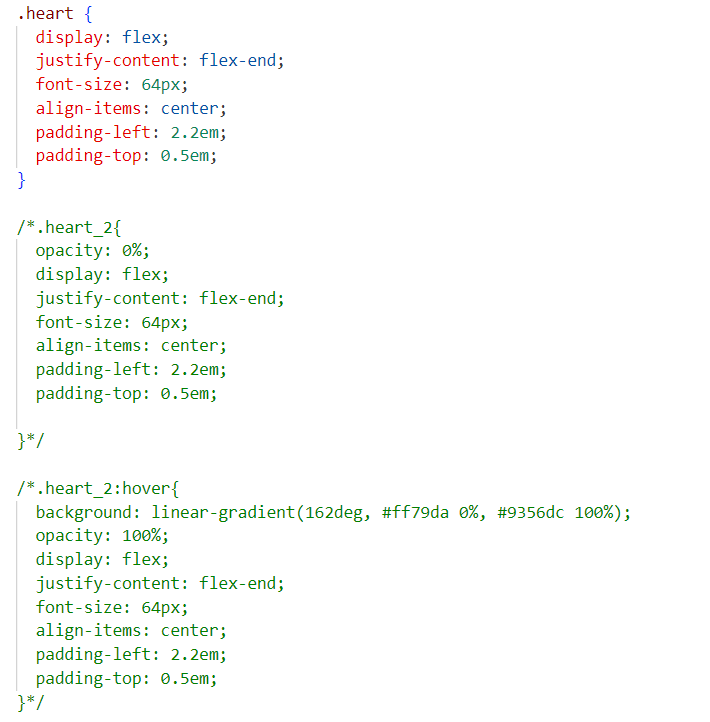 .heart {
  display: flex;
  justify-content: flex-end;
  font-size: 64px;
  align-items: center;
  padding-left: 2.2em;
  padding-top: 0.5em;
}

/*.heart_2{
  opacity: 0%;
  display: flex;
  justify-content: flex-end;
  font-size: 64px;
  align-items: center;
  padding-left: 2.2em;
  padding-top: 0.5em;

}*/

/*.heart_2:hover{
  background: linear-gradient(162deg, #ff79da 0%, #9356dc 100%);
  opacity: 100%;
  display: flex;
  justify-content: flex-end;
  font-size: 64px;
  align-items: center;
  padding-left: 2.2em;
  padding-top: 0.5em;
}*/